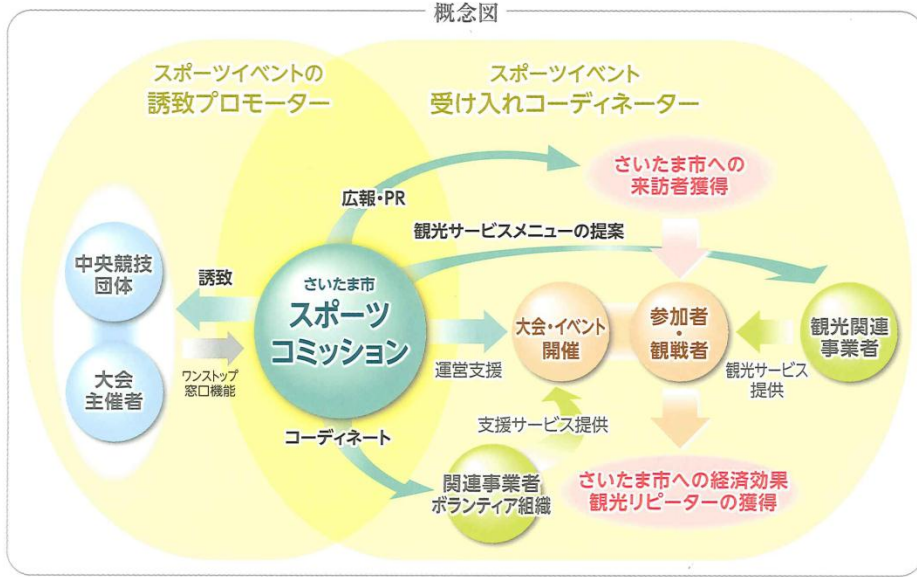 概念図
スポーツイベントの
誘致プロモーター
スポーツイベント
受け入れコーディネーター
さいたま市への
来訪者獲得
広報・PR
観光サービスメニューの提案
中央競技
団体
誘致
さいたま市
スポーツ
コミッション
大会・イベント
開催
参加者
・
観戦者
観光関連
事業者
大会
主催者
ワンストップ
窓口機能
運営支援
観光サービス
提供
コーディネート
支援サービス提供
関連事業者
ボランティア組織
さいたま市への経済効果
観光リピーターの獲得